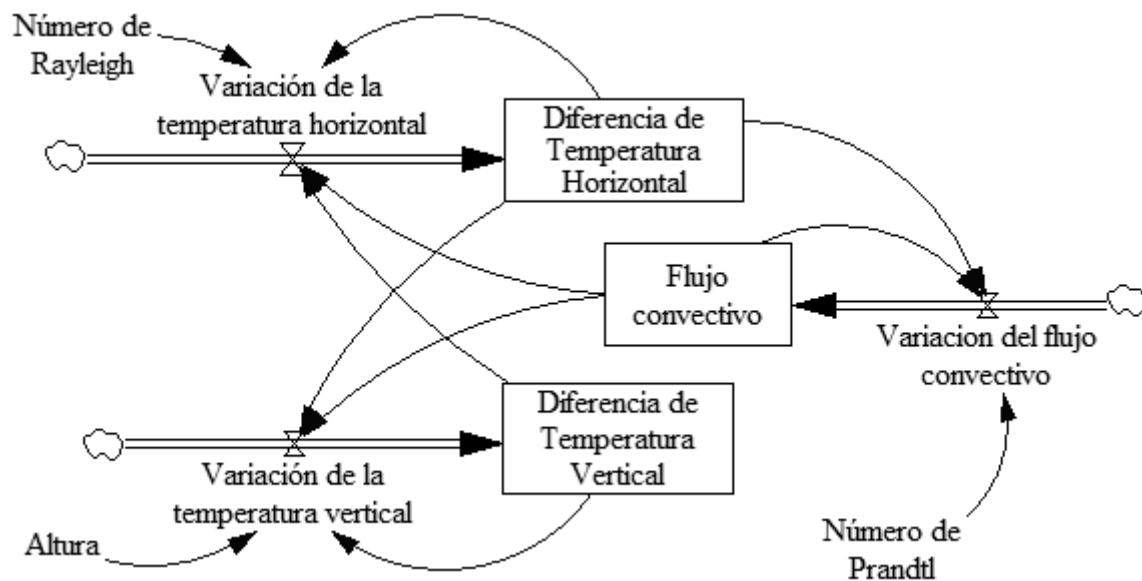 Número de
Rayleigh
Variación de la
temperatura horizontal
Diferencia de
Temperatura
Horizontal
Flujo
convectivo
Variacion del flujo
convectivo
Diferencia de
Temperatura
Vertical
Variación de la
temperatura vertical
Altura
Número de
Prandtl